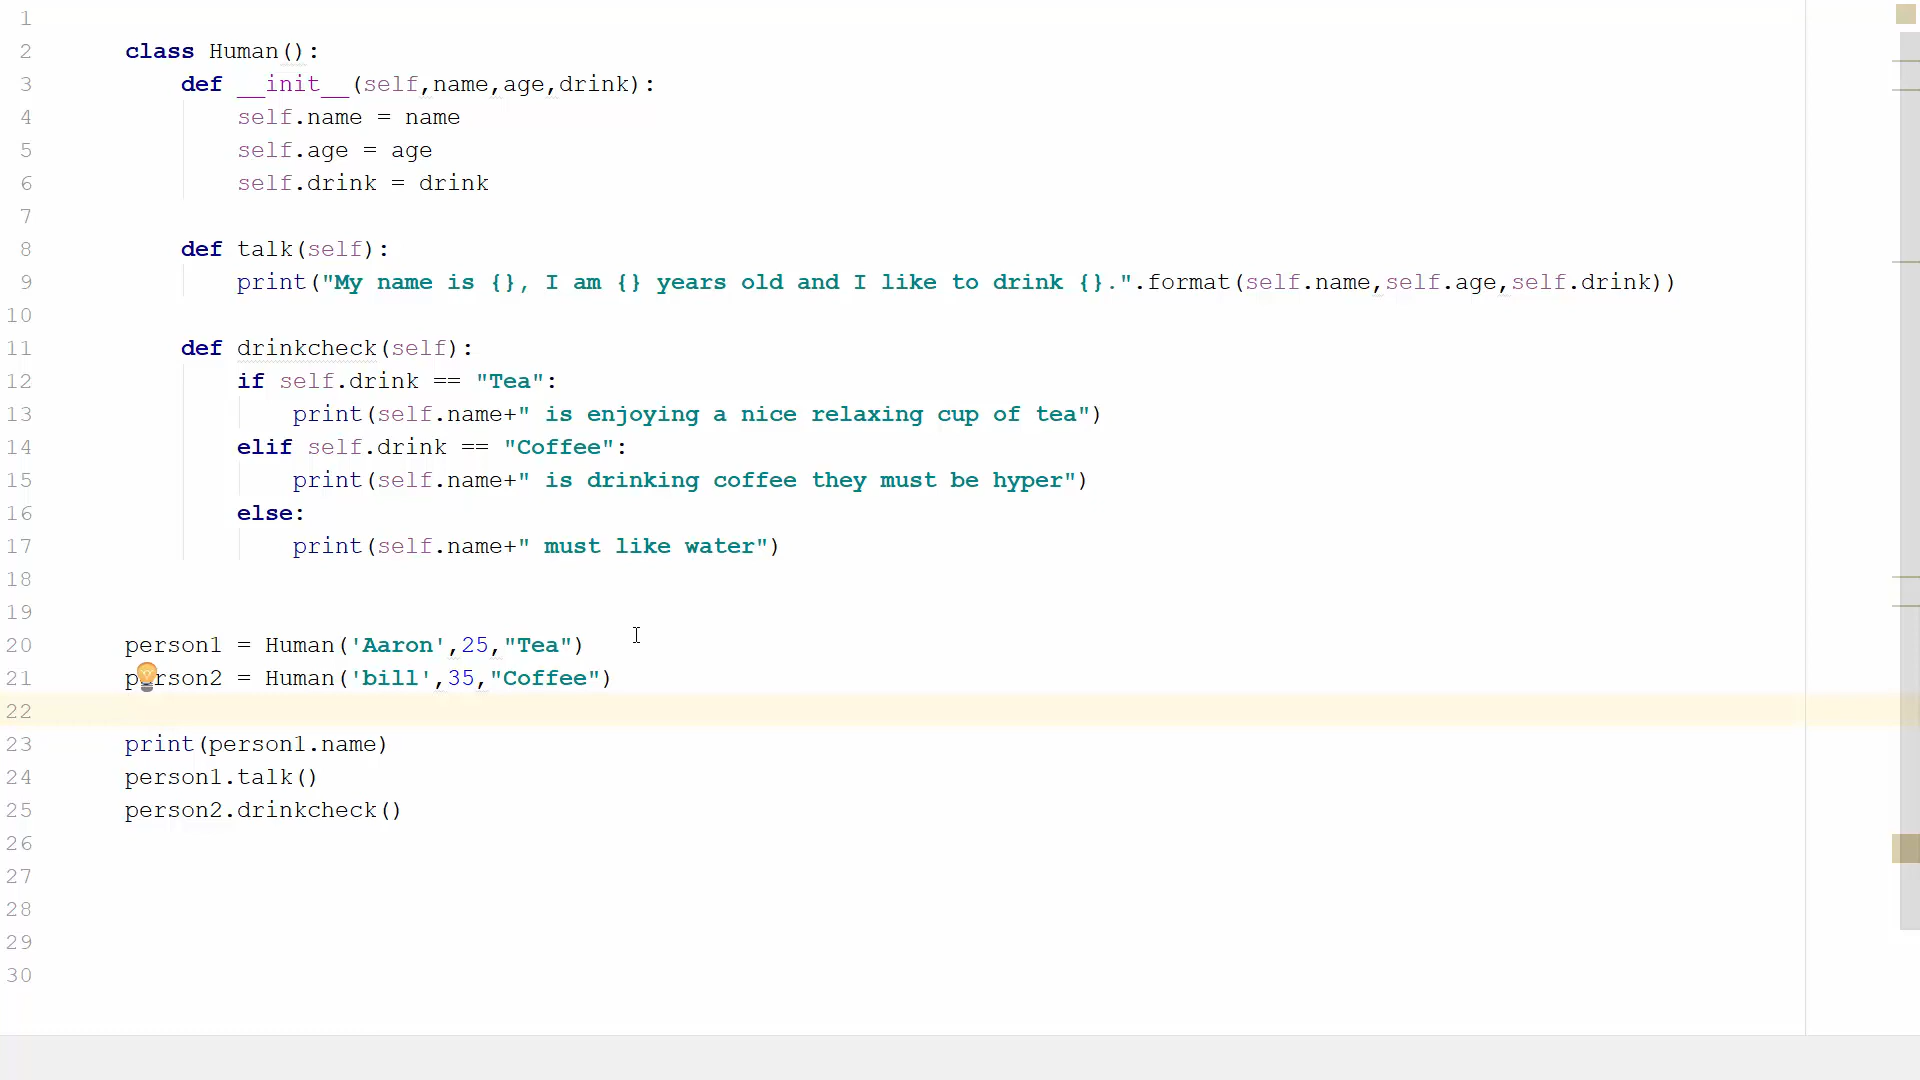 1
2 class Human():
3 def __init__(self,name,age,drink):
4 self.name = name
5 self.age = age
6 self.drink = drink
7
8 def talk(self):
9 print("My name is {}, I am {} years old and I like to drink {}.".format(self.name,self.age,self.drink))
10
11 def drinkcheck(self):
12 if self.drink == "Tea":
13 print(self.name+" is enjoying a nice relaxing cup of tea")
14 elif self.drink == "Coffee":
15 print(self.name+" is drinking coffee they must be hyper")
16 else:
17 print(self.name+" must like water")
18
19
20 person1 = Human('Aaron',25,"Tea")
21 person2 = Human('bill',35,"Coffee")
22
23 print(person1.name)
24 person1.talk()
25 person2.drinkcheck()
26
27
28
29
30